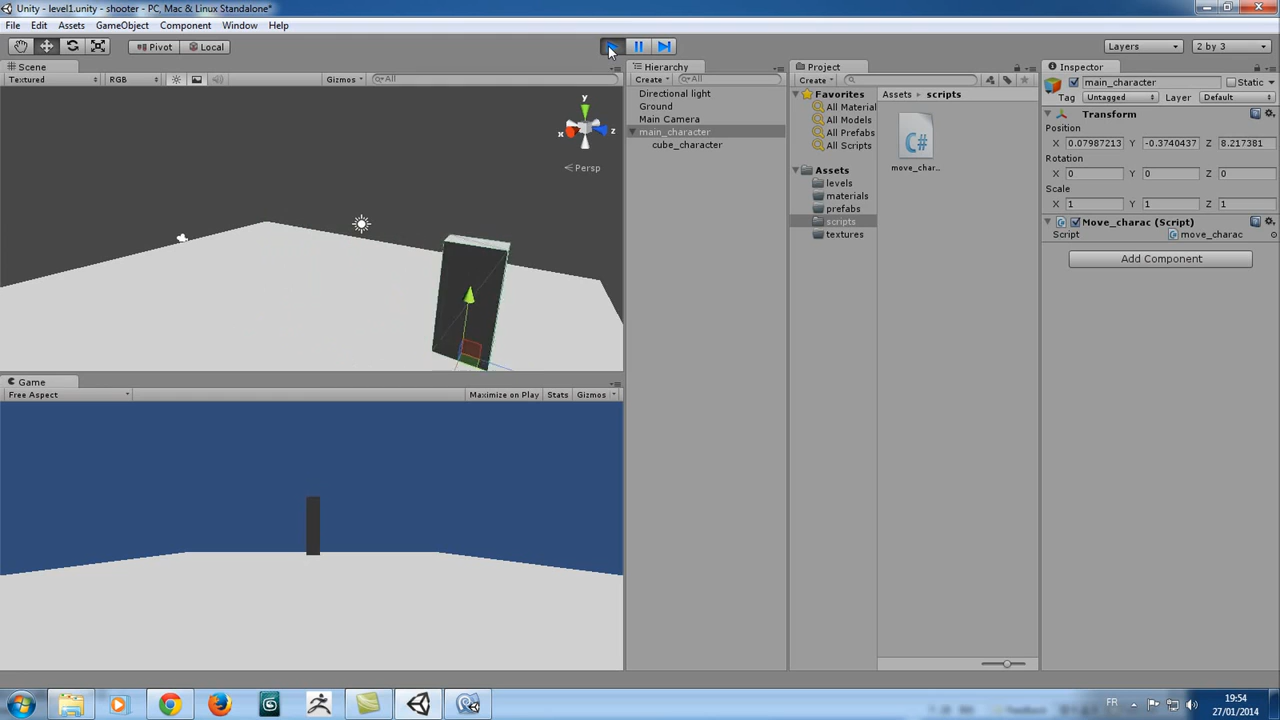 Unity - level1.unity - shooter - PC, Mac & Linux Standalone*
File Edit Assets GameObject Component Window Help
Pivot Local Layers 2 by 3
Scene Hierarchy Project Inspector
Textured RGB Gizmos All
Create All
Create
main_character Static
Tag Untagged Layer Default
y
x
z
Persp
Directional light
Ground
Main Camera
main_character
cube_character
Favorites
All Material
All Models
All Prefabs
All Scripts
Assets
levels
materials
prefabs
scripts
textures
Assets scripts
C#
move_char...
Transform
Position
X 0.07987213 Y -0.3740437 Z 8.217381
Rotation
X 0 Y 0 Z 0
Scale
X 1 Y 1 Z 1
Move_charac (Script)
Script move_charac
Add Component
Game
Free Aspect Maximize on Play Stats Gizmos
FR
19:54
27/01/2014